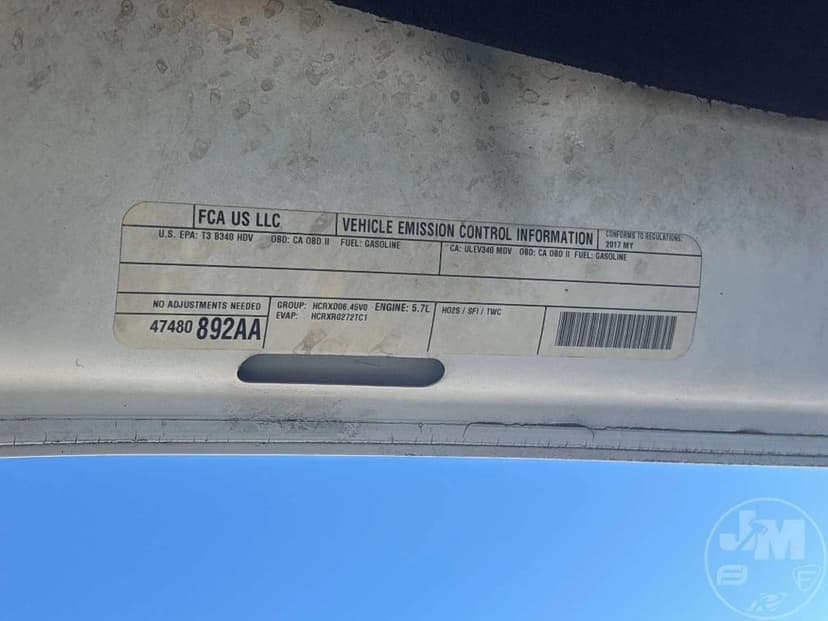 FCA US LLC
VEHICLE EMISSION CONTROL INFORMATION
CONFORMS TO REGULATIONS:
2017 MY
U.S. EPA: T3 B340 HDV OBD: CA OBD II FUEL: GASOLINE
CA: ULEV340 MDV OBD: CA OBD II FUEL: GASOLINE
NO ADJUSTMENTS NEEDED
47480 892AA
GROUP: HCRXD06.45V0 ENGINE: 5.7L
EVAP: HCRXR0272TC1
HO2S / SFI / TWC
JM